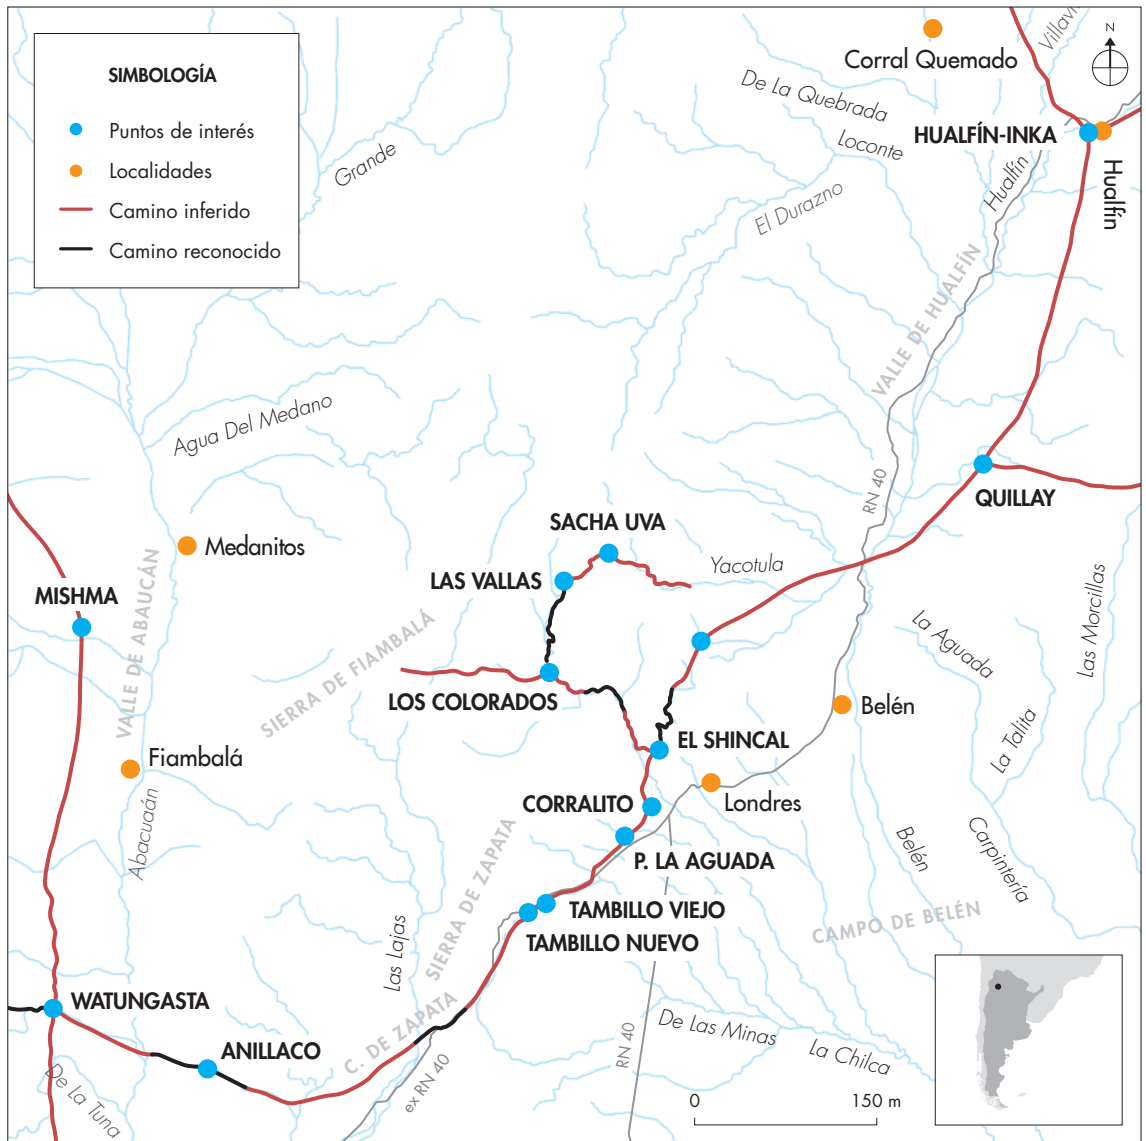 SIMBOLOGÍA
Puntos de interés
Localidades
Camino inferido
Camino reconocido
N
Villavi
Corral Quemado
De La Quebrada
HUALFÍN-INKA
Loconte
Grande
Hualfín
Hualfín
El Durazno
VALLE DE HUALFÍN
Agua Del Medano
RN 40
QUILLAY
SACHA UVA
Medanitos
Yacotula
LAS VALLAS
MISHMA
VALLE DE ABAUCÁN
SIERRA DE FIAMBALÁ
La Aguada
Las Morcillas
LOS COLORADOS
Belén
EL SHINCAL
La Talita
Fiambalá
CORRALITO
Londres
Abacuaán
SIERRA DE ZAPATA
P. LA AGUADA
Belén
Carpintería
TAMBILLO VIEJO
CAMPO DE BELÉN
TAMBILLO NUEVO
Las Lajas
WATUNGASTA
C. DE ZAPATA
De Las Minas
ANILLACO
RN 40
La Chilca
ex RN 40
De La Tuna
0
150 m